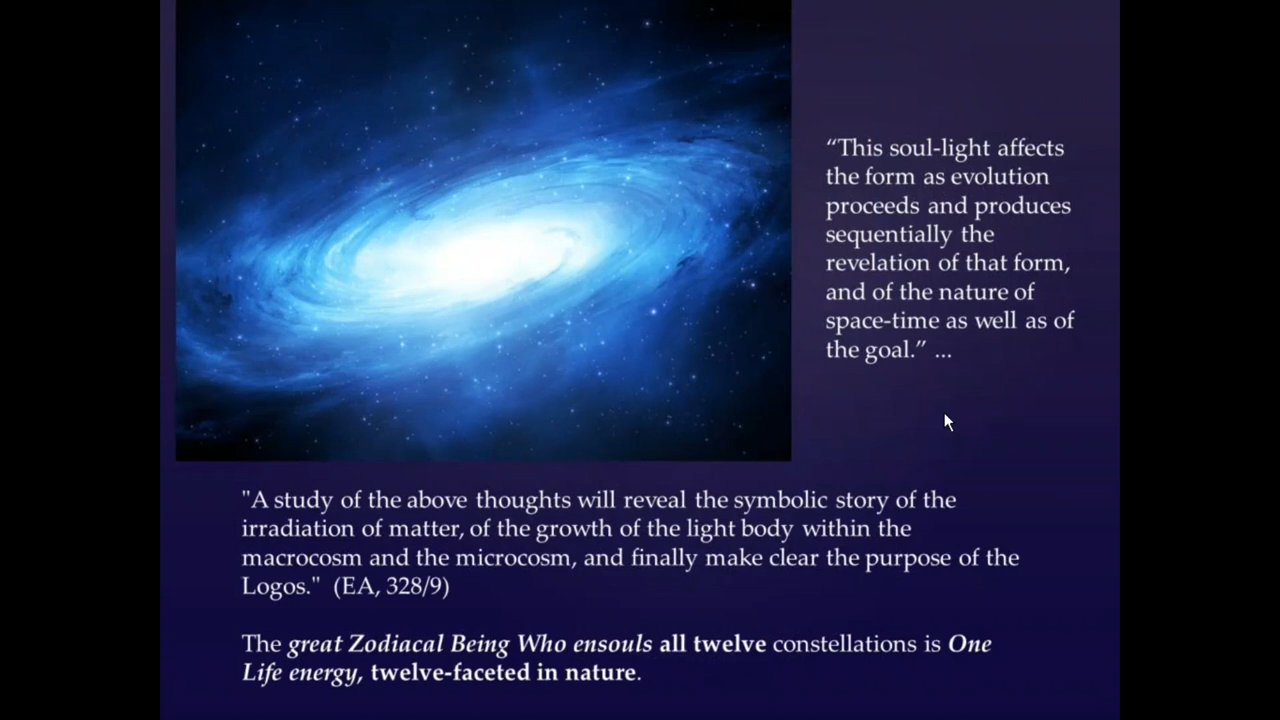 “This soul-light affects
the form as evolution
proceeds and produces
sequentially the
revelation of that form,
and of the nature of
space-time as well as of
the goal.” ...
"A study of the above thoughts will reveal the symbolic story of the
irradiation of matter, of the growth of the light body within the
macrocosm and the microcosm, and finally make clear the purpose of the
Logos."  (EA, 328/9)
The great Zodiacal Being Who ensouls all twelve constellations is One
Life energy, twelve-faceted in nature.